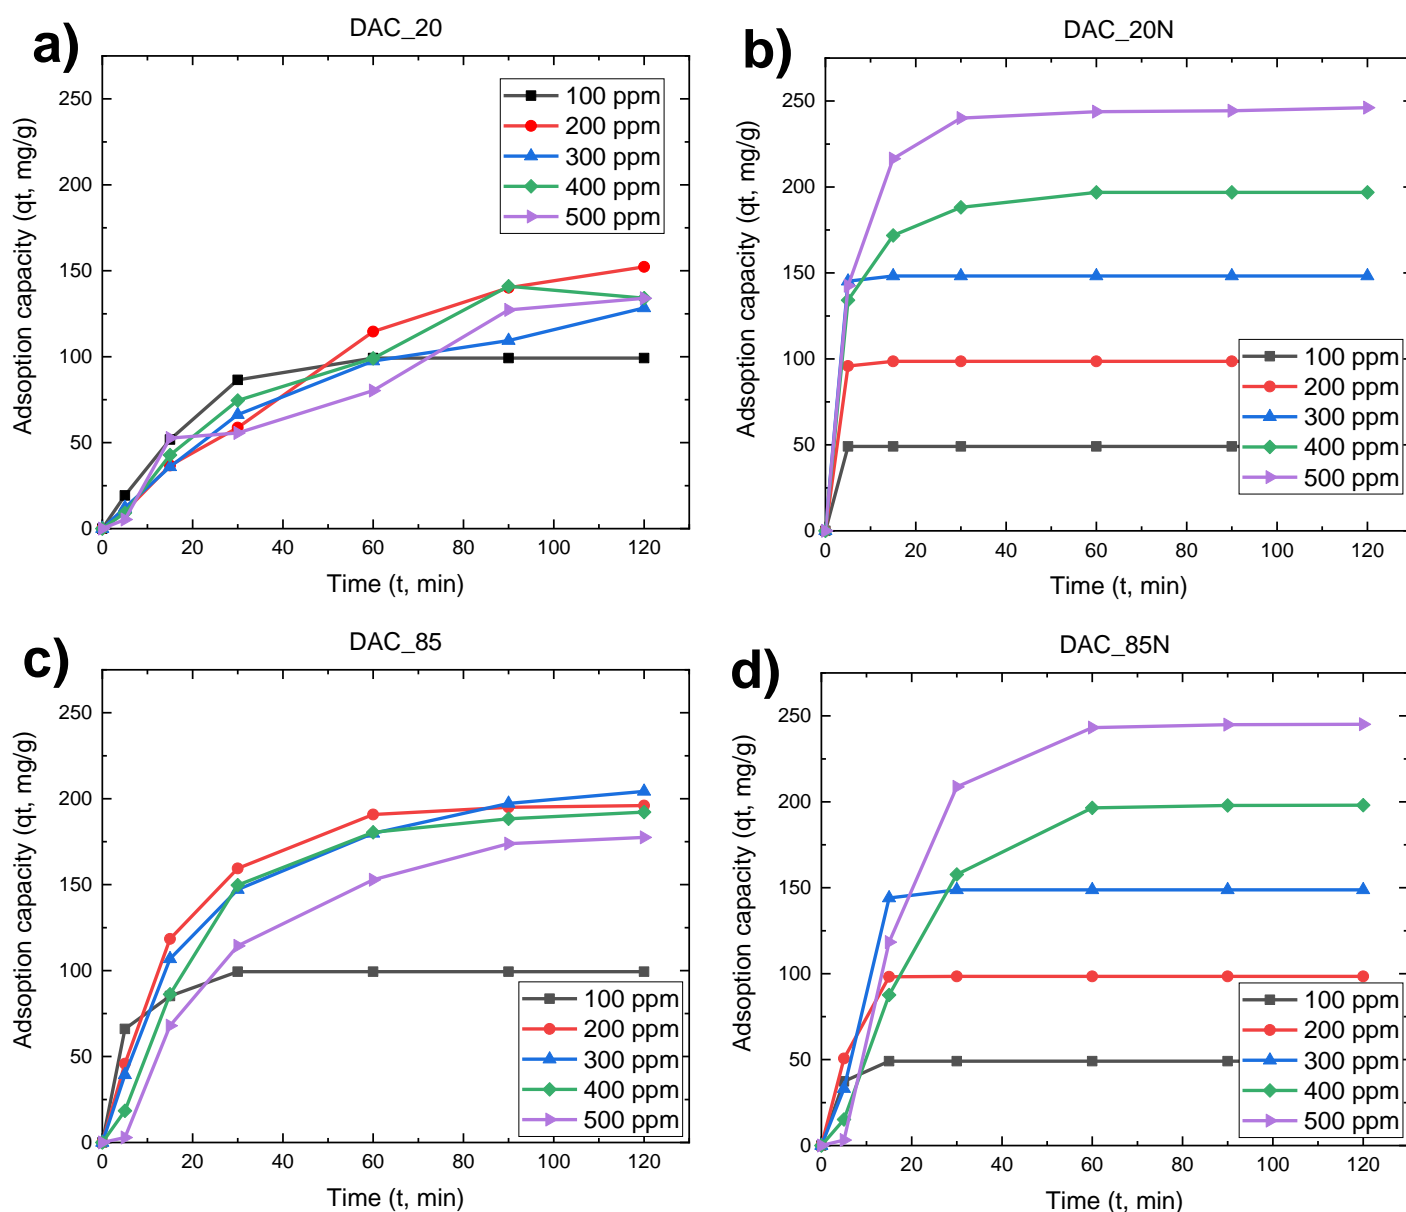 a)
DAC_20
Adsoption capacity (qt, mg/g)
250
200
150
100
50
0
100 ppm
200 ppm
300 ppm
400 ppm
500 ppm
0 20 40 60 80 100 120
Time (t, min)
b)
DAC_20N
Adsoption capacity (qt, mg/g)
250
200
150
100
50
0
100 ppm
200 ppm
300 ppm
400 ppm
500 ppm
0 20 40 60 80 100 120
Time (t, min)
c)
DAC_85
Adsoption capacity (qt, mg/g)
250
200
150
100
50
0
100 ppm
200 ppm
300 ppm
400 ppm
500 ppm
0 20 40 60 80 100 120
Time (t, min)
d)
DAC_85N
Adsoption capacity (qt, mg/g)
250
200
150
100
50
0
100 ppm
200 ppm
300 ppm
400 ppm
500 ppm
0 20 40 60 80 100 120
Time (t, min)